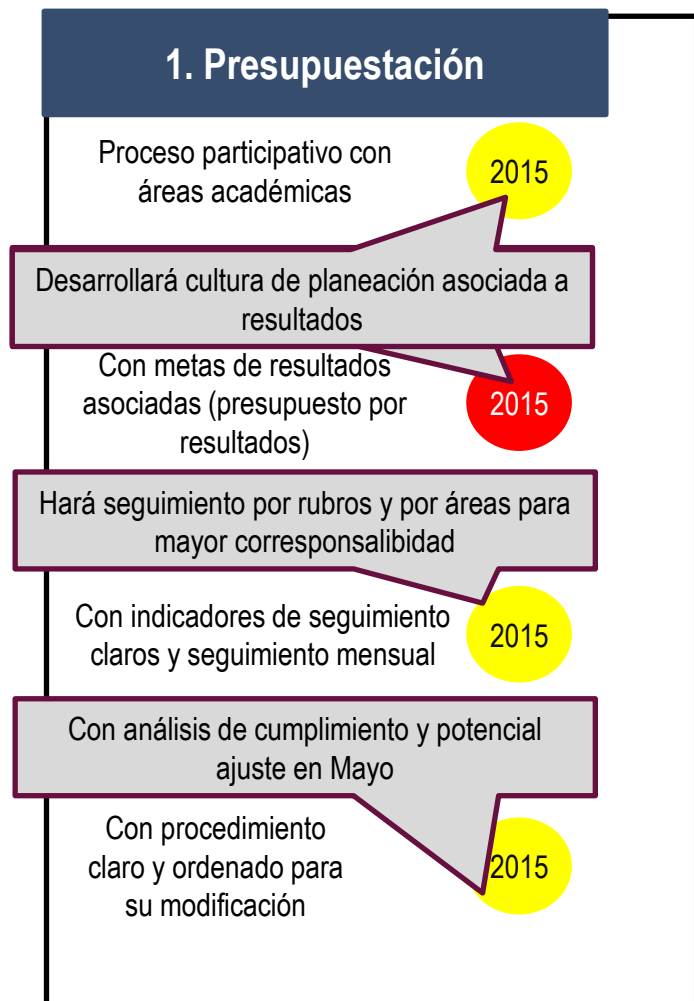 1. Presupuestación
Proceso participativo con
áreas académicas
2015
Desarrollará cultura de planeación asociada a
resultados
Con metas de resultados
asociadas (presupuesto por
resultados)
2015
Hará seguimiento por rubros y por áreas para
mayor corresponsalibidad
Con indicadores de seguimiento
claros y seguimiento mensual
2015
Con análisis de cumplimiento y potencial
ajuste en Mayo
Con procedimiento
claro y ordenado para
su modificación
2015